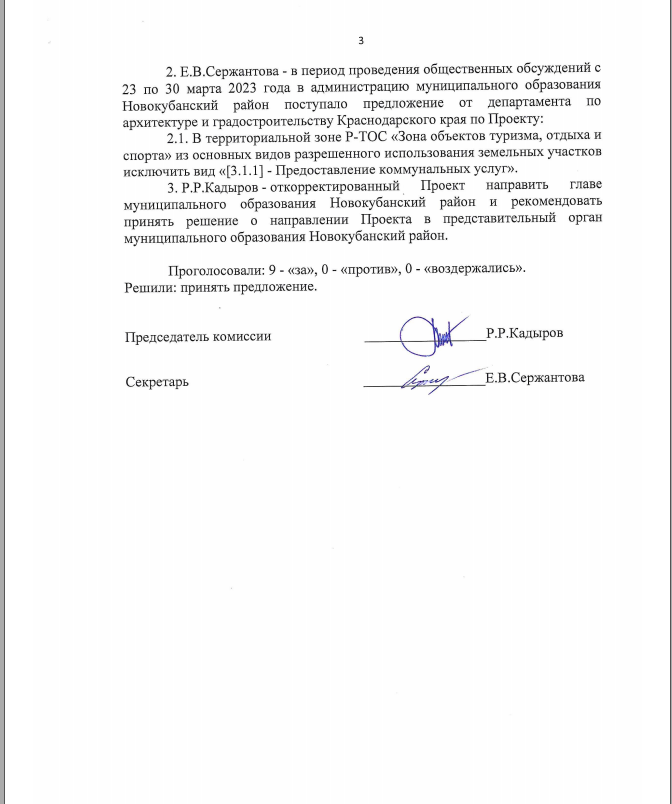 3
2. Е.В.Сержантова - в период проведения общественных обсуждений с
23 по 30 марта 2023 года в администрацию муниципального образования
Новокубанский район поступало предложение от департамента по
архитектуре и градостроительству Краснодарского края по Проекту:
2.1. В территориальной зоне Р-ТОС «Зона объектов туризма, отдыха и
спорта» из основных видов разрешенного использования земельных участков
исключить вид «[3.1.1] - Предоставление коммунальных услуг».
3. Р.Р.Кадыров - откорректированный Проект направить главе
муниципального образования Новокубанский район и рекомендовать
принять решение о направлении Проекта в представительный орган
муниципального образования Новокубанский район.
Проголосовали: 9 - «за», 0 - «против», 0 - «воздержались».
Решили: принять предложение.
Председатель комиссии Р.Р.Кадыров
Секретарь Е.В.Сержантова